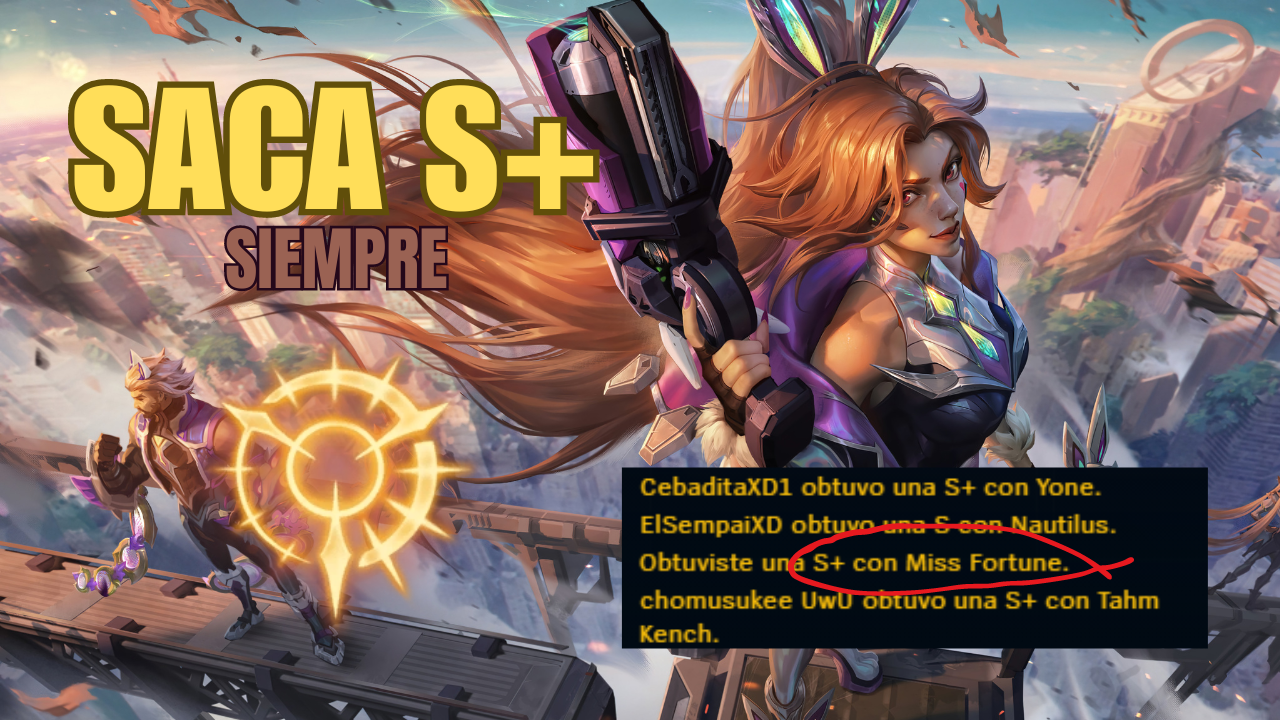 SACA S+
SIEMPRE
CebaditaXD1 obtuvo una S+ con Yone.
ElSempaiXD obtuvo una S con Nautilus.
Obtuviste una S+ con Miss Fortune.
chomusukee UwU obtuvo una S+ con Tahm
Kench.